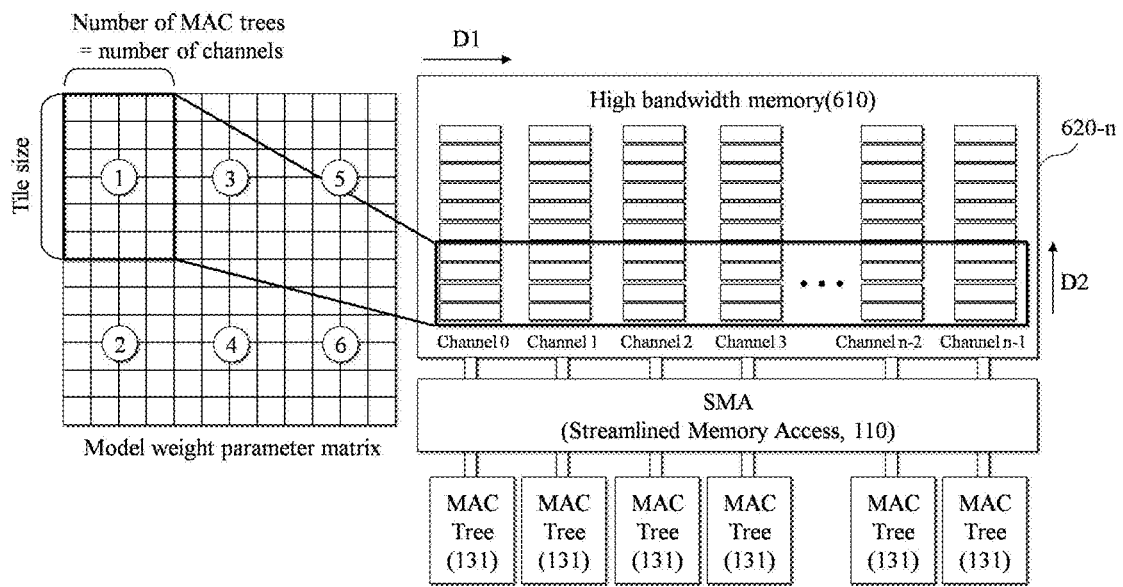 Number of MAC trees
= number of channels
Tile size
1
3
5
2
4
6
Model weight parameter matrix
D1
High bandwidth memory(610)
620-n
D2
Channel 0
Channel 1
Channel 2
Channel 3
Channel n-2
Channel n-1
SMA
(Streamlined Memory Access, 110)
MAC
Tree
(131)
MAC
Tree
(131)
MAC
Tree
(131)
MAC
Tree
(131)
MAC
Tree
(131)
MAC
Tree
(131)